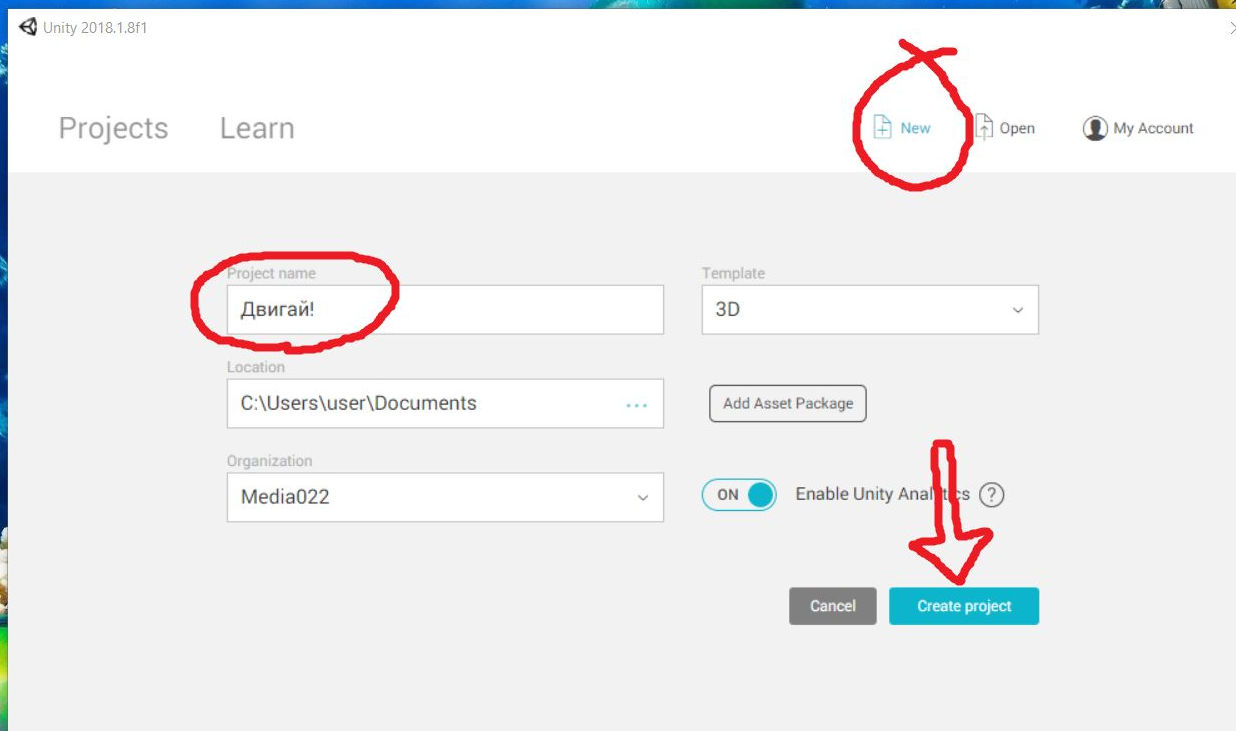 Unity 2018.1.8f1
Projects Learn New Open My Account
Project name Template
Двигай! 3D
Location
C:\Users\user\Documents ... Add Asset Package
Organization
Media022 ON Enable Unity Analytics ?
Cancel Create project